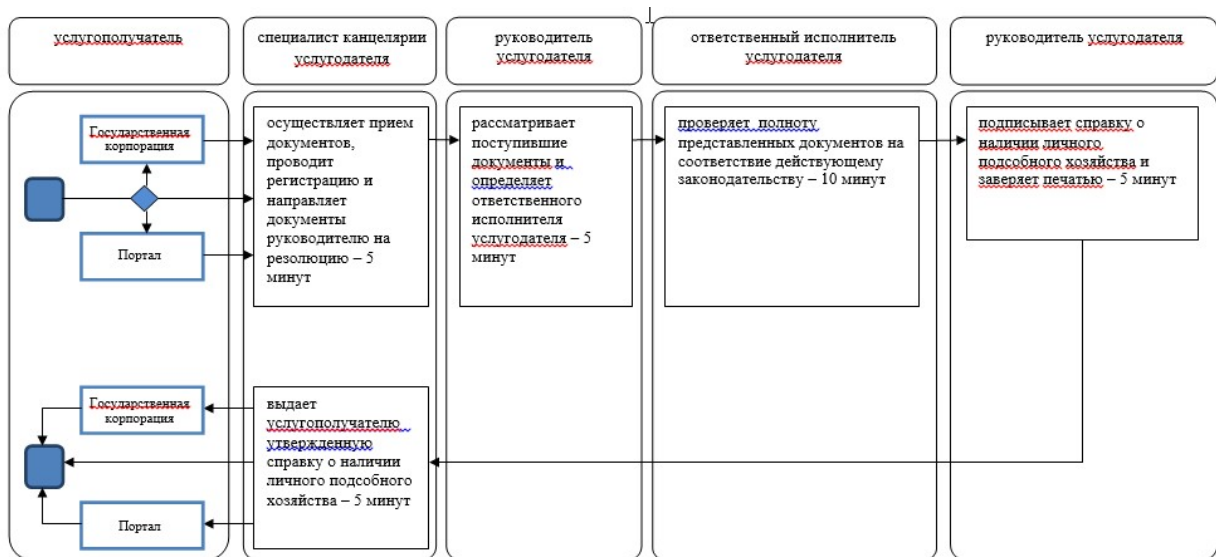 услугополучатель
специалист канцелярии
услугодателя
руководитель
услугодателя
ответственный исполнитель
услугодателя
руководитель услугодателя
Государственная
корпорация
Портал
осуществляет прием
документов,
проводит
регистрацию и
направляет
документы
руководителю на
резолюцию – 5
минут
рассматривает
поступившие
документы и
определяет
ответственного
исполнителя
услугодателя – 5
минут
проверяет полноту
представленных документов на
соответствие действующему
законодательству – 10 минут
подписывает справку о
наличии личного
подсобного хозяйства и
заверяет печатью – 5 минут
Государственная
корпорация
Портал
выдает
услугополучателю
утвержденную
справку о наличии
личного подсобного
хозяйства – 5 минут